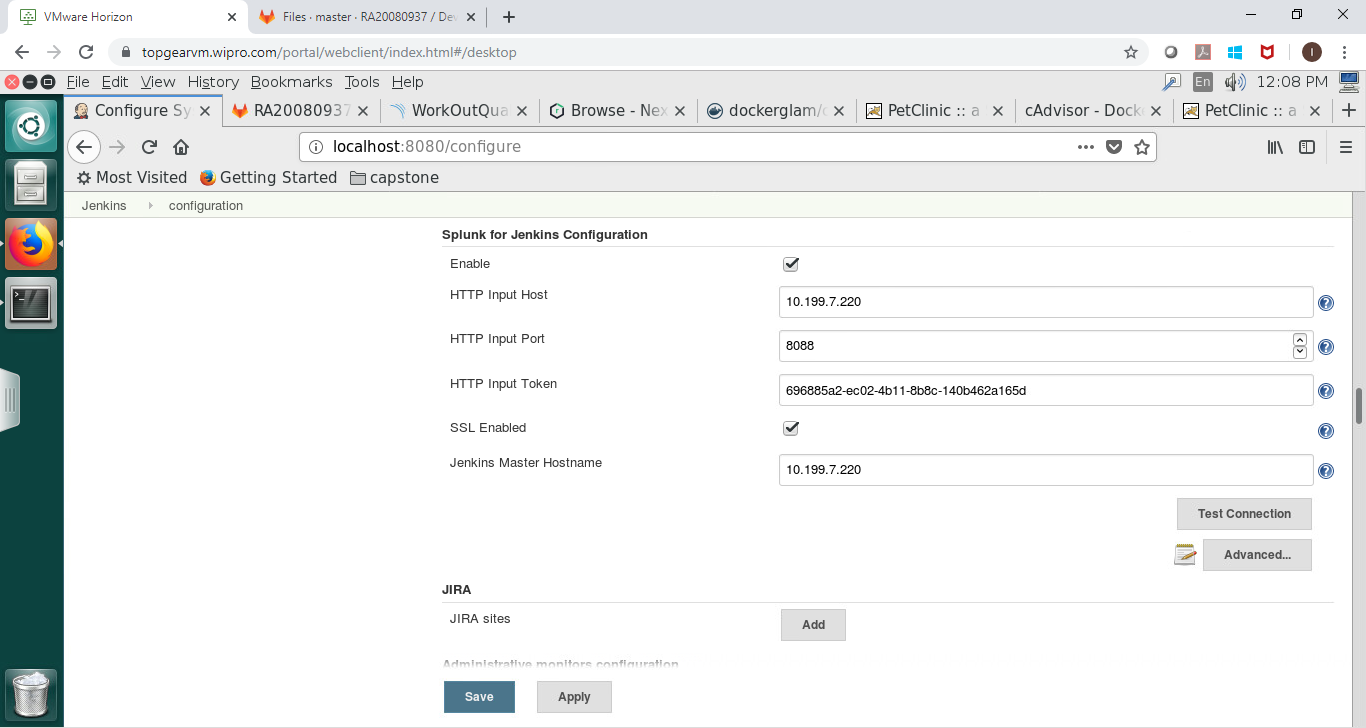 VMware Horizon
Files · master · RA20080937 / Dev
topgearvm.wipro.com/portal/webclient/index.html#/desktop
I
File Edit View History Bookmarks Tools Help
En
12:08 PM
Configure Sy
RA20080937
WorkOutQua
Browse - Nex
dockerglam/c
PetClinic :: a
cAdvisor - Docke
PetClinic :: a
localhost:8080/configure
Most Visited
Getting Started
capstone
Jenkins
configuration
Splunk for Jenkins Configuration
Enable
HTTP Input Host
10.199.7.220
HTTP Input Port
8088
HTTP Input Token
696885a2-ec02-4b11-8b8c-140b462a165d
SSL Enabled
Jenkins Master Hostname
10.199.7.220
Test Connection
Advanced...
JIRA
JIRA sites
Add
Administrative monitors configuration
Save
Apply